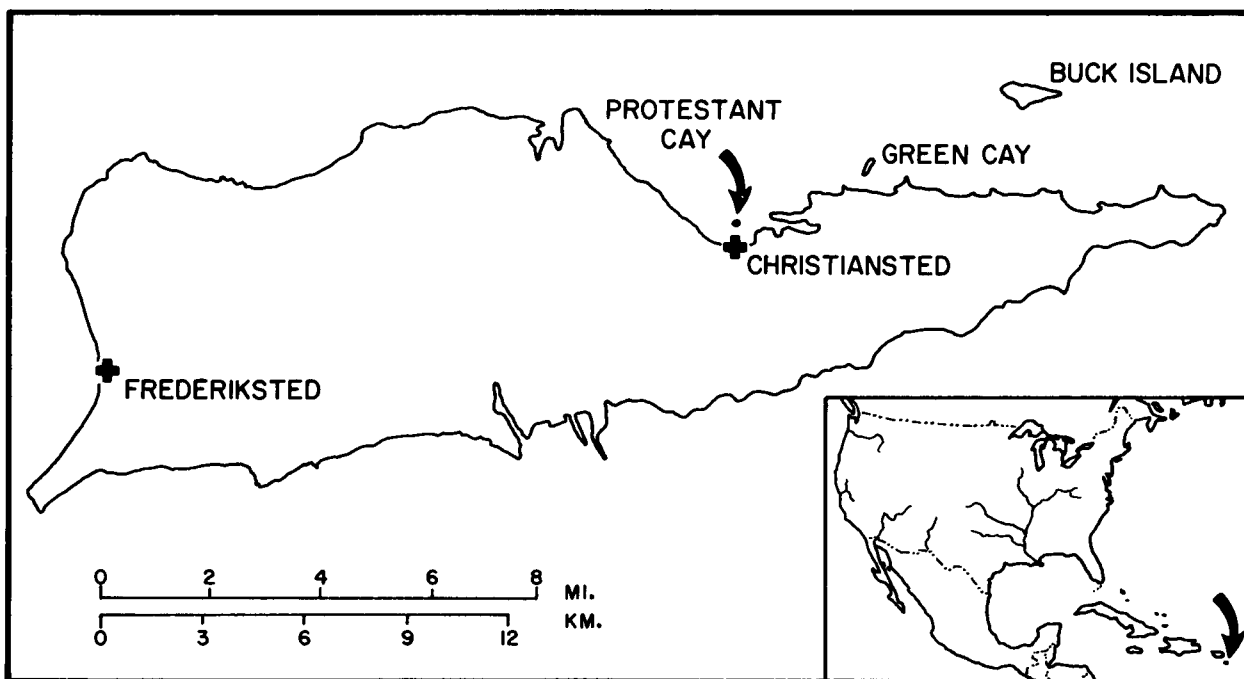 BUCK ISLAND
PROTESTANT
CAY
GREEN CAY
CHRISTIANSTED
FREDERIKSTED
0 2 4 6 8
MI.
KM.
0 3 6 9 12